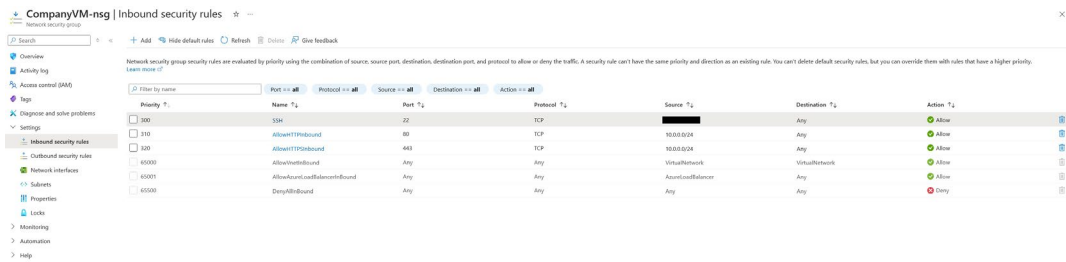 CompanyVM-nsg | Inbound security rules
Network security group
Search
Add Hide default rules Refresh Delete Give feedback
Overview
Activity log
Access control (IAM)
Tags
Diagnose and solve problems
Settings
Inbound security rules
Outbound security rules
Network interfaces
Subnets
Properties
Locks
Monitoring
Automation
Help
Network security group security rules are evaluated by priority using the combination of source, source port, destination, destination port, and protocol to allow or deny the traffic. A security rule can't have the same priority and direction as an existing rule. You can't delete default security rules, but you can override them with rules that have a higher priority.
Learn more
Filter by name Port == all Protocol == all Source == all Destination == all Action == all
Priority Name Port Protocol Source Destination Action
300 SSH 22 TCP Any Allow
310 AllowHTTPInbound 80 TCP 10.0.0.0/24 Any Allow
320 AllowHTTPSInbound 443 TCP 10.0.0.0/24 Any Allow
65000 AllowVnetInBound Any Any VirtualNetwork VirtualNetwork Allow
65001 AllowAzureLoadBalancerInBound Any Any AzureLoadBalancer Any Allow
65500 DenyAllInBound Any Any Any Any Deny